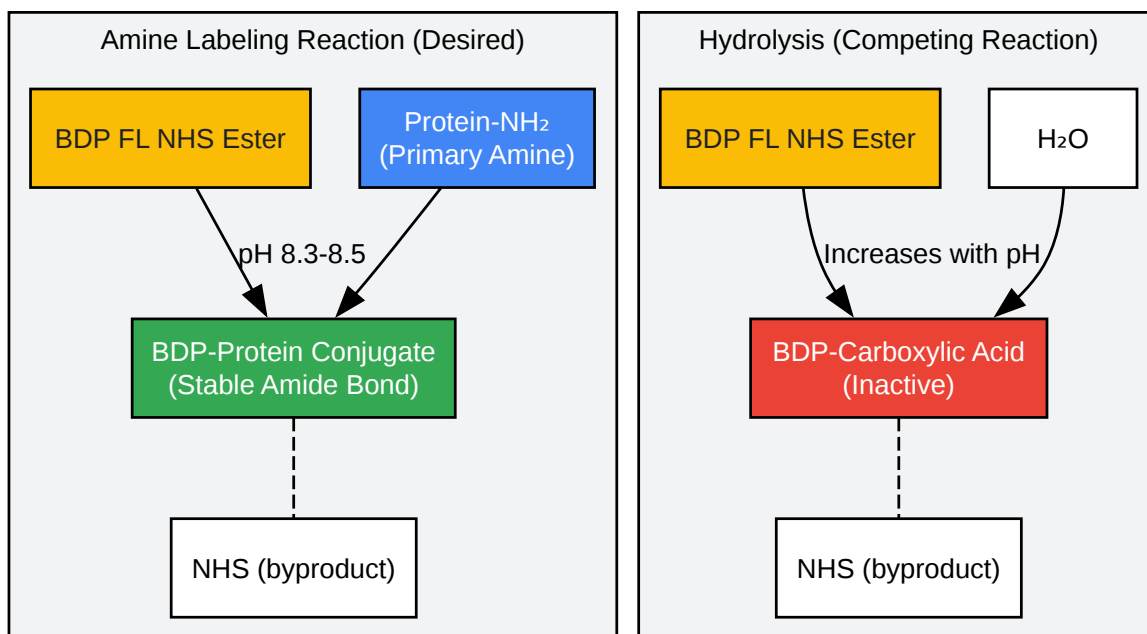 Amine Labeling Reaction (Desired)
BDP FL NHS Ester
Protein-NH₂
(Primary Amine)
pH 8.3-8.5
BDP-Protein Conjugate
(Stable Amide Bond)
NHS (byproduct)
Hydrolysis (Competing Reaction)
BDP FL NHS Ester
H₂O
Increases with pH
BDP-Carboxylic Acid
(Inactive)
NHS (byproduct)